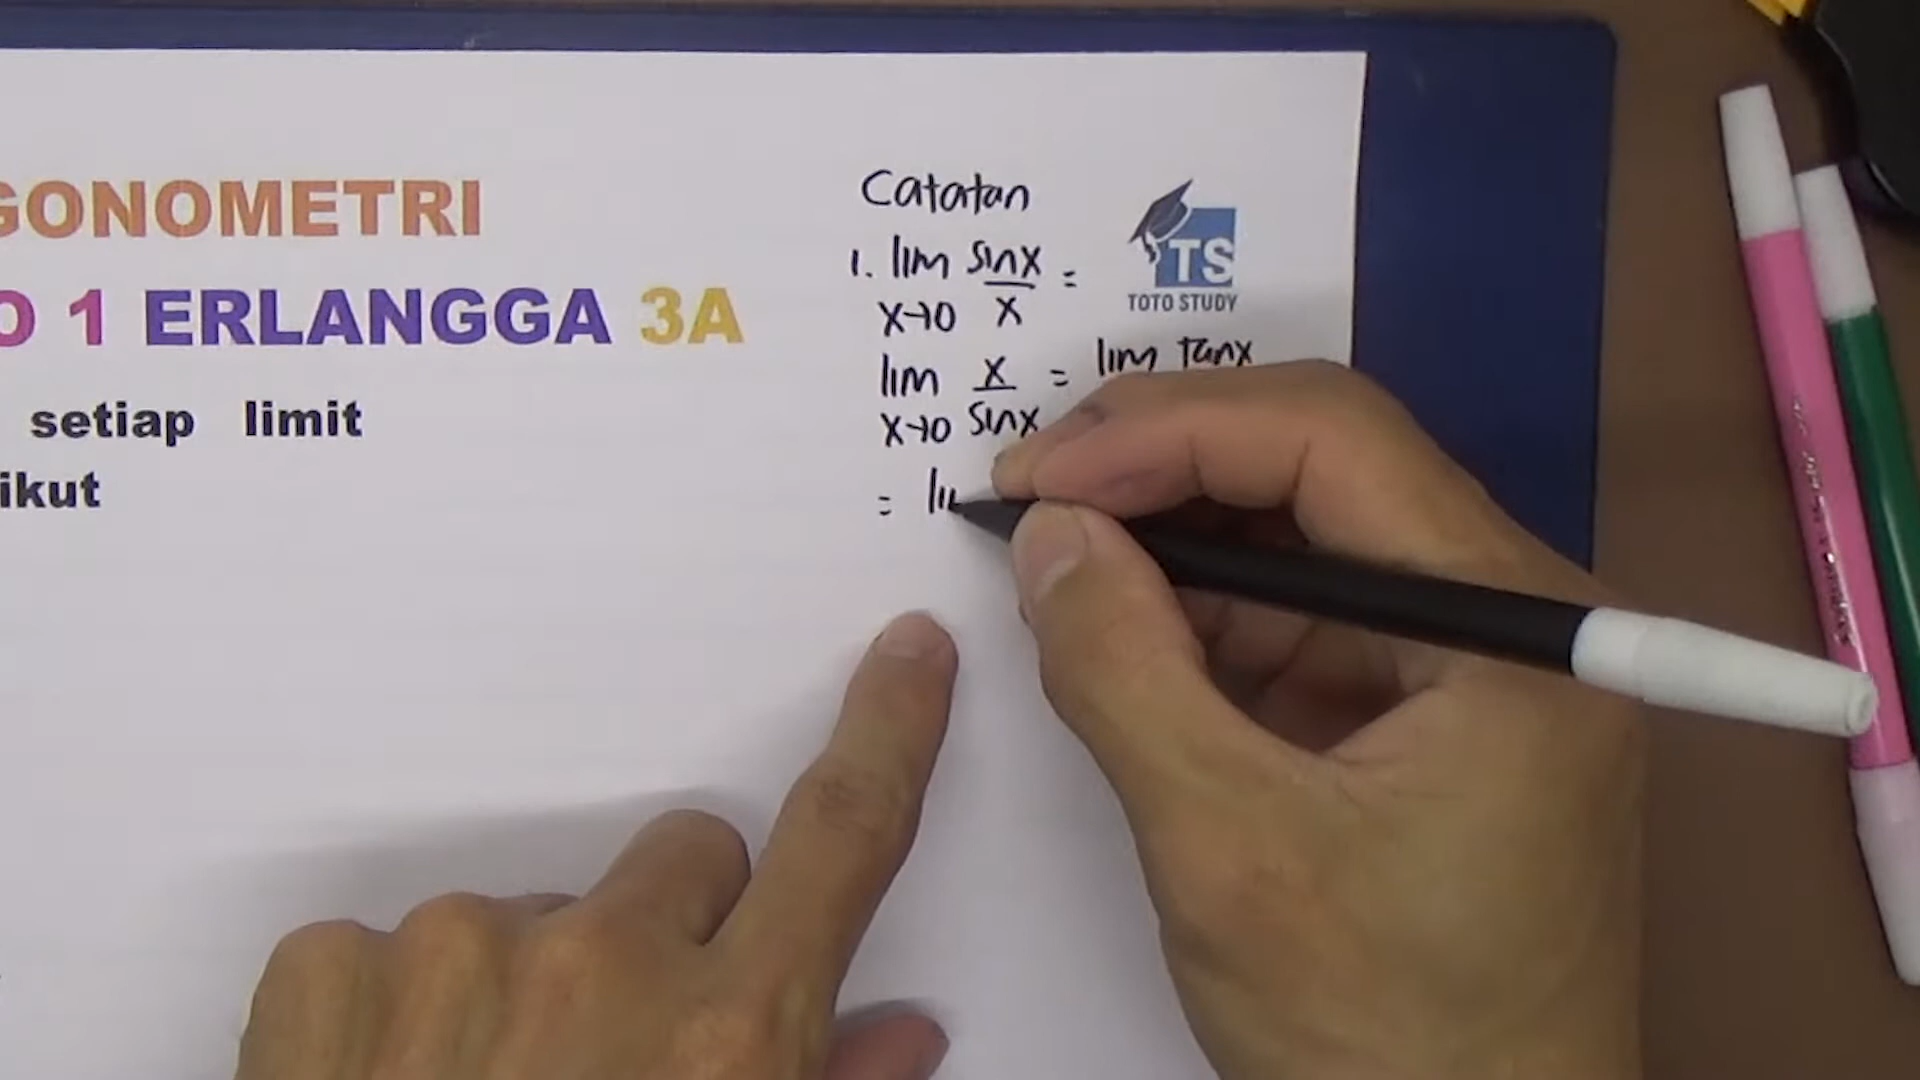 GONOMETRI
O 1 ERLANGGA 3A
setiap limit
ikut
Catatan
1. lim sinx =
x→0 x
lim x = lim tanx
x→0 sinx
=
TS
TOTO STUDY